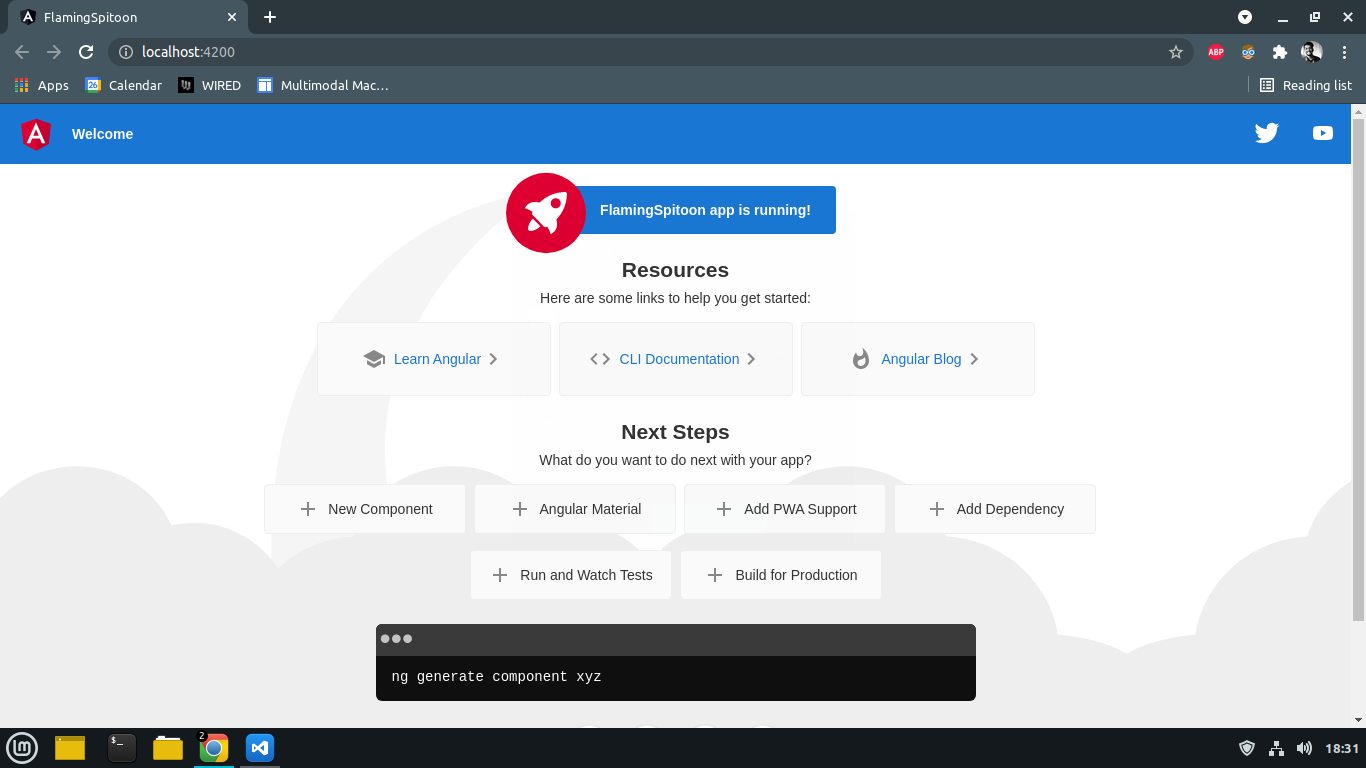 FlamingSpitoon
localhost:4200
ABP
Apps
26
Calendar
WIRED
Multimodal Mac…
Reading list
Welcome
FlamingSpitoon app is running!
Resources
Here are some links to help you get started:
Learn Angular
CLI Documentation
Angular Blog
Next Steps
What do you want to do next with your app?
New Component
Angular Material
Add PWA Support
Add Dependency
Run and Watch Tests
Build for Production
ng generate component xyz
$_
2
18:31